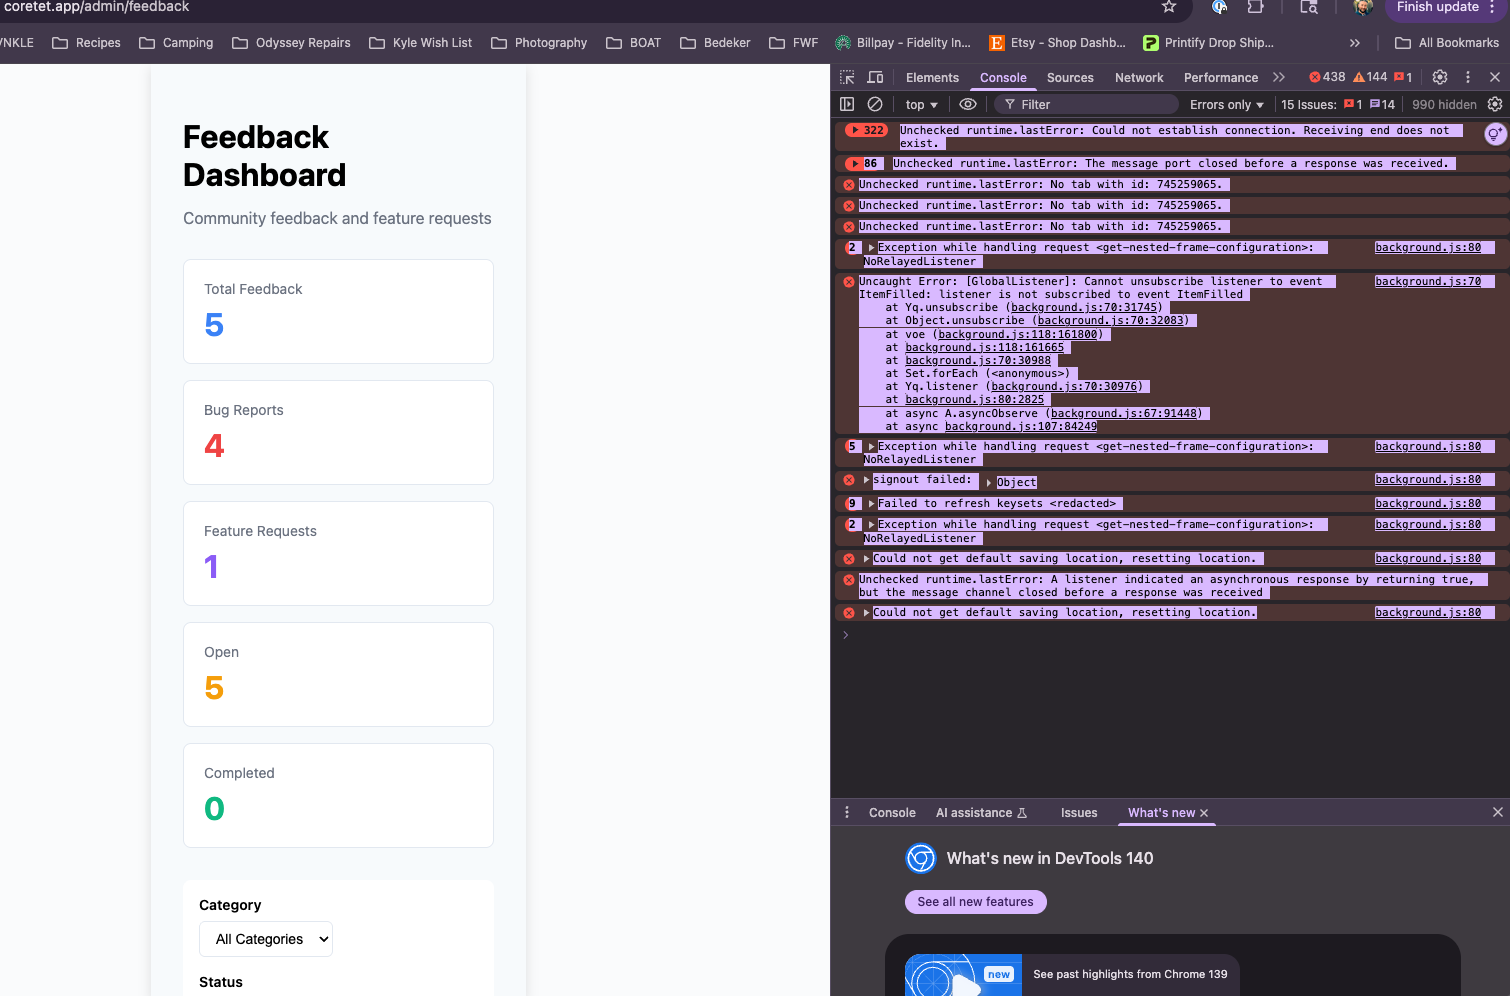 coretet.app/admin/feedback
Finish update
VNKLE Recipes Camping Odyssey Repairs Kyle Wish List Photography BOAT Bedeker FWF Billpay - Fidelity In... Etsy - Shop Dashb... Printify Drop Ship... » All Bookmarks
Feedback
Dashboard
Community feedback and feature requests
Total Feedback
5
Bug Reports
4
Feature Requests
1
Open
5
Completed
0
Category
All Categories
Status
Elements Console Sources Network Performance » 438 144 1
top Filter Errors only 15 Issues: 1 14 990 hidden
322 Unchecked runtime.lastError: Could not establish connection. Receiving end does not
exist.
86 Unchecked runtime.lastError: The message port closed before a response was received.
Unchecked runtime.lastError: No tab with id: 745259065.
Unchecked runtime.lastError: No tab with id: 745259065.
Unchecked runtime.lastError: No tab with id: 745259065.
2 Exception while handling request <get-nested-frame-configuration>: background.js:80
NoRelayedListener
Uncaught Error: [GlobalListener]: Cannot unsubscribe listener to event background.js:70
ItemFilled: listener is not subscribed to event ItemFilled
at Yq.unsubscribe (background.js:70:31745)
at Object.unsubscribe (background.js:70:32083)
at voe (background.js:118:161800)
at background.js:118:161665
at background.js:70:30988
at Set.forEach (<anonymous>)
at Yq.listener (background.js:70:30976)
at background.js:80:2825
at async A.asyncObserve (background.js:67:91448)
at async background.js:107:84249
5 Exception while handling request <get-nested-frame-configuration>: background.js:80
NoRelayedListener
signout failed: Object background.js:80
9 Failed to refresh keysets <redacted> background.js:80
2 Exception while handling request <get-nested-frame-configuration>: background.js:80
NoRelayedListener
Could not get default saving location, resetting location. background.js:80
Unchecked runtime.lastError: A listener indicated an asynchronous response by returning true,
but the message channel closed before a response was received
Could not get default saving location, resetting location. background.js:80
Console AI assistance Issues What's new
What's new in DevTools 140
See all new features
new See past highlights from Chrome 139